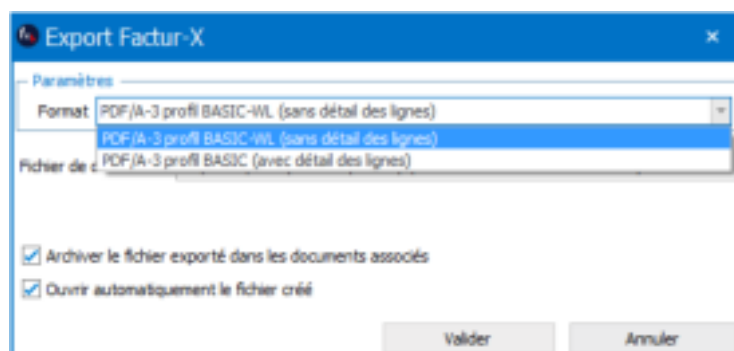 Export Factur-X
Paramètres
Format PDF/A-3 profil BASIC-WL (sans détail des lignes)
PDF/A-3 profil BASIC-WL (sans détail des lignes)
PDF/A-3 profil BASIC (avec détail des lignes)
Fichier de
Archiver le fichier exporté dans les documents associés
Ouvrir automatiquement le fichier créé
Valider Annuler